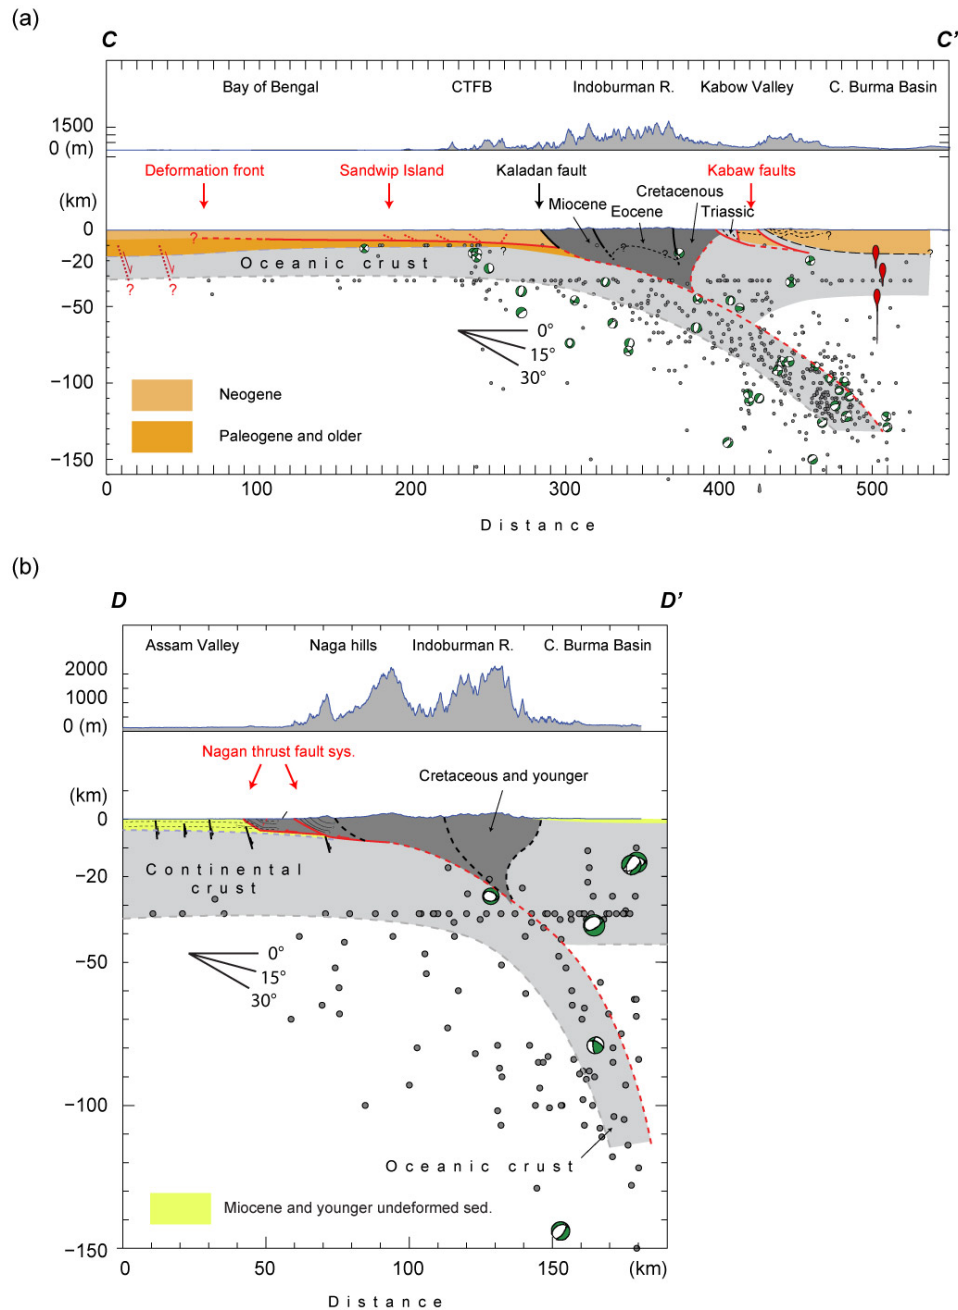 (a)
C C'
Bay of Bengal CTFB Indoburman R. Kabow Valley C. Burma Basin
1500
0 (m)
Deformation front Sandwip Island Kaladan fault Cretacenous Kabaw faults
(km) Miocene Eocene Triassic
0
? ? ? ?
−20
Oceanic crust
? ?
−50
0°
15°
30°
−100
Neogene
Paleogene and older
−150
0 100 200 300 400 500
Distance
(b)
D D'
Assam Valley Naga hills Indoburman R. C. Burma Basin
2000
1000
0 (m)
Nagan thrust fault sys.
Cretaceous and younger
(km)
0
Continental
crust
−20
−50
0°
15°
30°
−100
Oceanic crust
Miocene and younger undeformed sed.
−150
0 50 100 150 (km)
Distance